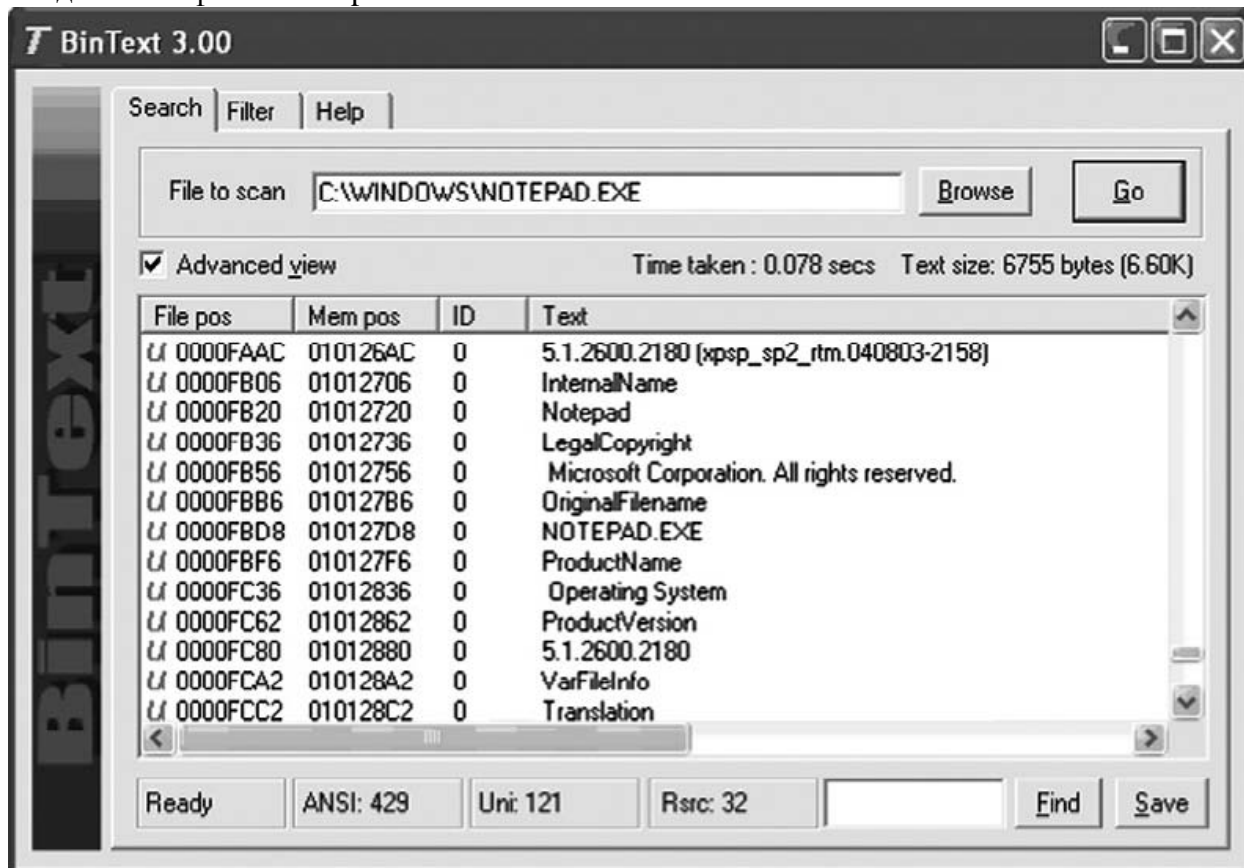 BinText 3.00
Search Filter Help
File to scan C:\WINDOWS\NOTEPAD.EXE Browse Go
Advanced view Time taken : 0.078 secs Text size: 6755 bytes (6.60K)
File pos Mem pos ID Text
U 0000FAAC 010126AC 0 5.1.2600.2180 (xpsp_sp2_rtm.040803-2158)
U 0000FB06 01012706 0 InternalName
U 0000FB20 01012720 0 Notepad
U 0000FB36 01012736 0 LegalCopyright
U 0000FB56 01012756 0 Microsoft Corporation. All rights reserved.
U 0000FBB6 010127B6 0 OriginalFilename
U 0000FBD8 010127D8 0 NOTEPAD.EXE
U 0000FBF6 010127F6 0 ProductName
U 0000FC36 01012836 0 Operating System
U 0000FC62 01012862 0 ProductVersion
U 0000FC80 01012880 0 5.1.2600.2180
U 0000FCA2 010128A2 0 VarFileInfo
U 0000FCC2 010128C2 0 Translation
Ready ANSI: 429 Uni: 121 Rsrc: 32 Find Save
BinText